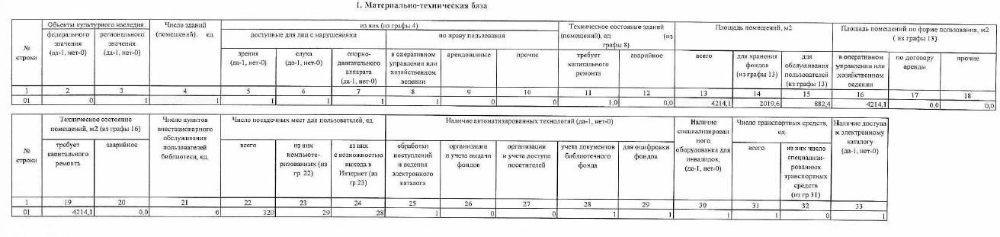 I. Материально-техническая база
№ строки
Объекты культурного наследия
федерального значения (да-1, нет-0)
регионального значения (да-1, нет-0)
Число зданий (помещений), ед
из них (из графы 4)
доступные для лиц с нарушениями
зрения (да-1, нет-0)
слуха (да-1, нет-0)
опорно-двигательного аппарата (да-1, нет-0)
по праву пользования
в оперативном управлении или хозяйственном ведении
арендованные
прочие
Техническое состояние зданий (помещений), ед (из графы 8)
требует капитального ремонта
аварийное
Площадь помещений, м2
всего
для хранения фондов (из графы 13)
для обслуживания пользователей (из графы 13)
Площадь помещений по форме пользования, м2 ( из графы 13)
в оперативном управлении или хозяйственном ведении
по договору аренды
прочие
1 2 3 4 5 6 7 8 9 10 11 12 13 14 15 16 17 18
01 0 1 1 1 1 1 1 0 0 1,0 0,0 4214,1 2019,6 882,4 4214,1 0,0 0,0
№ строки
Техническое состояние помещений, м2 (из графы 16)
требует капитального ремонта
аварийное
Число пунктов внестационарного обслуживания пользователей библиотеки, ед.
Число посадочных мест для пользователей, ед.
всего
из них компьюте-ризованных (из гр 22)
из них с возможностью выхода в Интернет (из гр.23)
Наличие автоматизированных технологий (да-1, нет-0)
обработки поступлений и ведения электронного каталога
организации и учета выдачи фондов
организации и учета доступа посетителей
учета документов библиотечного фонда
для оцифровки фондов
Наличие специализирован ного оборудования для инвалидов, (да-1, нет-0)
Число транспортных средств, ед.
всего
из них число специализи-рованных транспортных средств (из гр.31)
Наличие доступа к электронному каталогу (да-1, нет-0)
1 19 20 21 22 23 24 25 26 27 28 29 30 31 32 33
01 4214,1 0,0 0 320 29 28 1 0 0 1 1 1 1 0 1